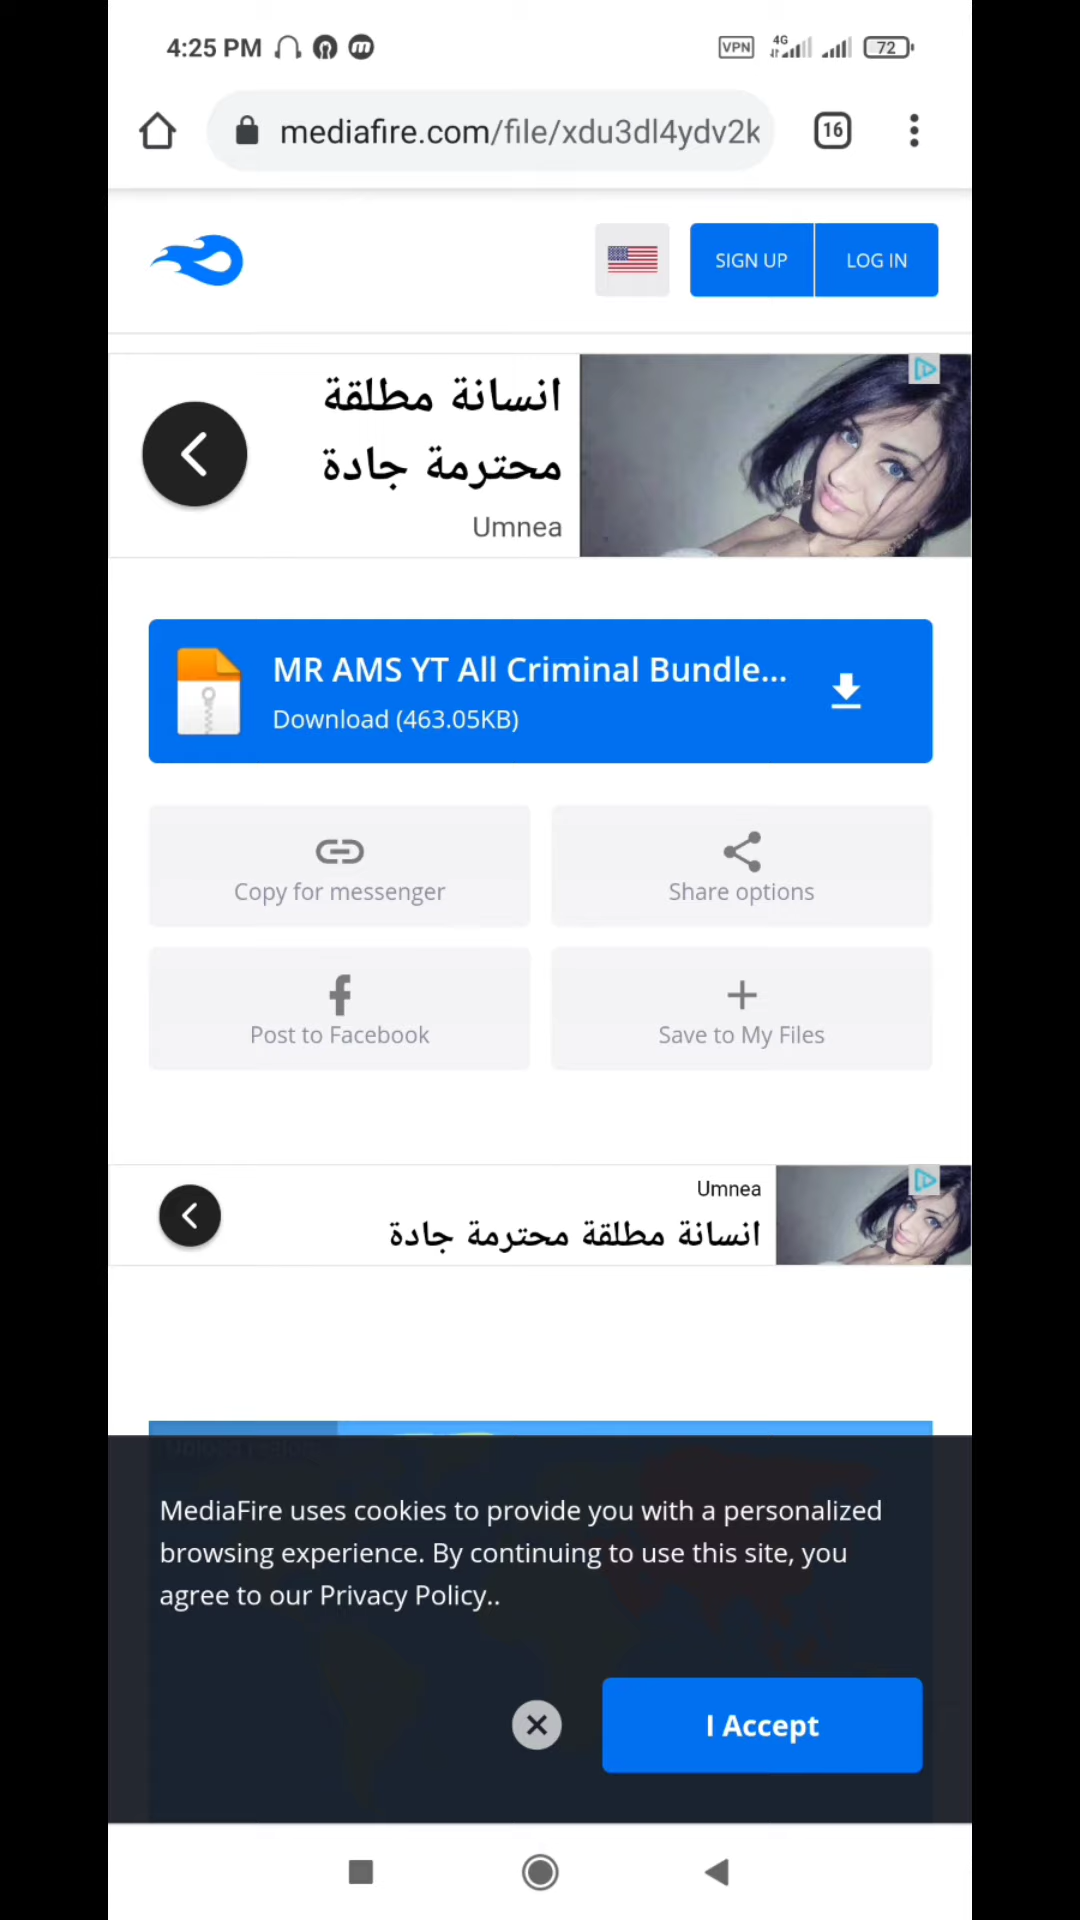 4:25 PM
VPN 4G 72
mediafire.com/file/xdu3dl4ydv2k
16
SIGN UP
LOG IN
انسانة مطلقة
محترمة جادة
Umnea
MR AMS YT All Criminal Bundle...
Download (463.05KB)
Copy for messenger
Share options
Post to Facebook
Save to My Files
Umnea
انسانة مطلقة محترمة جادة
MediaFire uses cookies to provide you with a personalized
browsing experience. By continuing to use this site, you
agree to our Privacy Policy..
I Accept